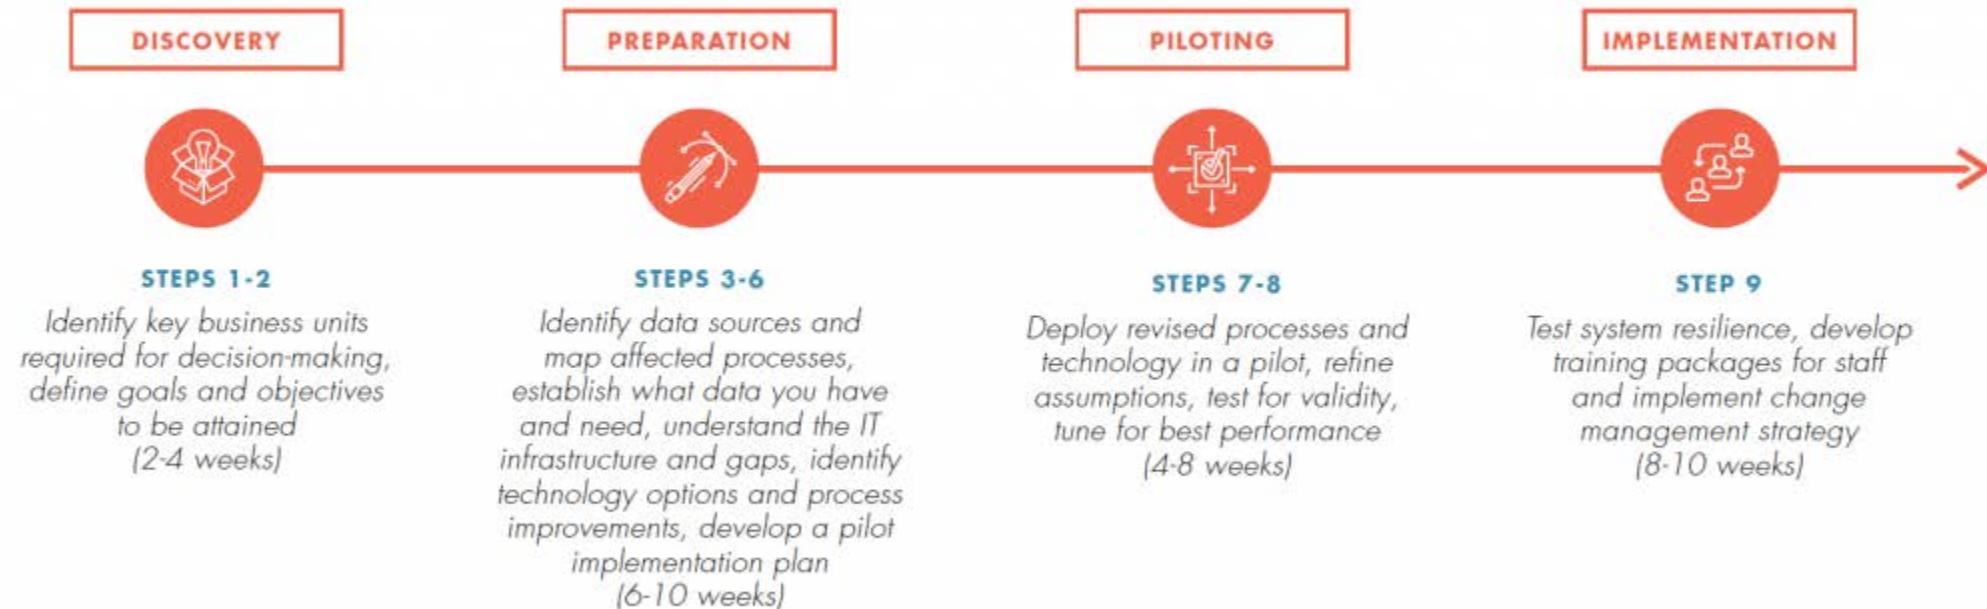 DISCOVERY
PREPARATION
PILOTING
IMPLEMENTATION
STEPS 1-2
Identify key business units
required for decision-making,
define goals and objectives
to be attained
(2-4 weeks)
STEPS 3-6
Identify data sources and
map affected processes,
establish what data you have
and need, understand the IT
infrastructure and gaps, identify
technology options and process
improvements, develop a pilot
implementation plan
(6-10 weeks)
STEPS 7-8
Deploy revised processes and
technology in a pilot, refine
assumptions, test for validity,
tune for best performance
(4-8 weeks)
STEP 9
Test system resilience, develop
training packages for staff
and implement change
management strategy
(8-10 weeks)